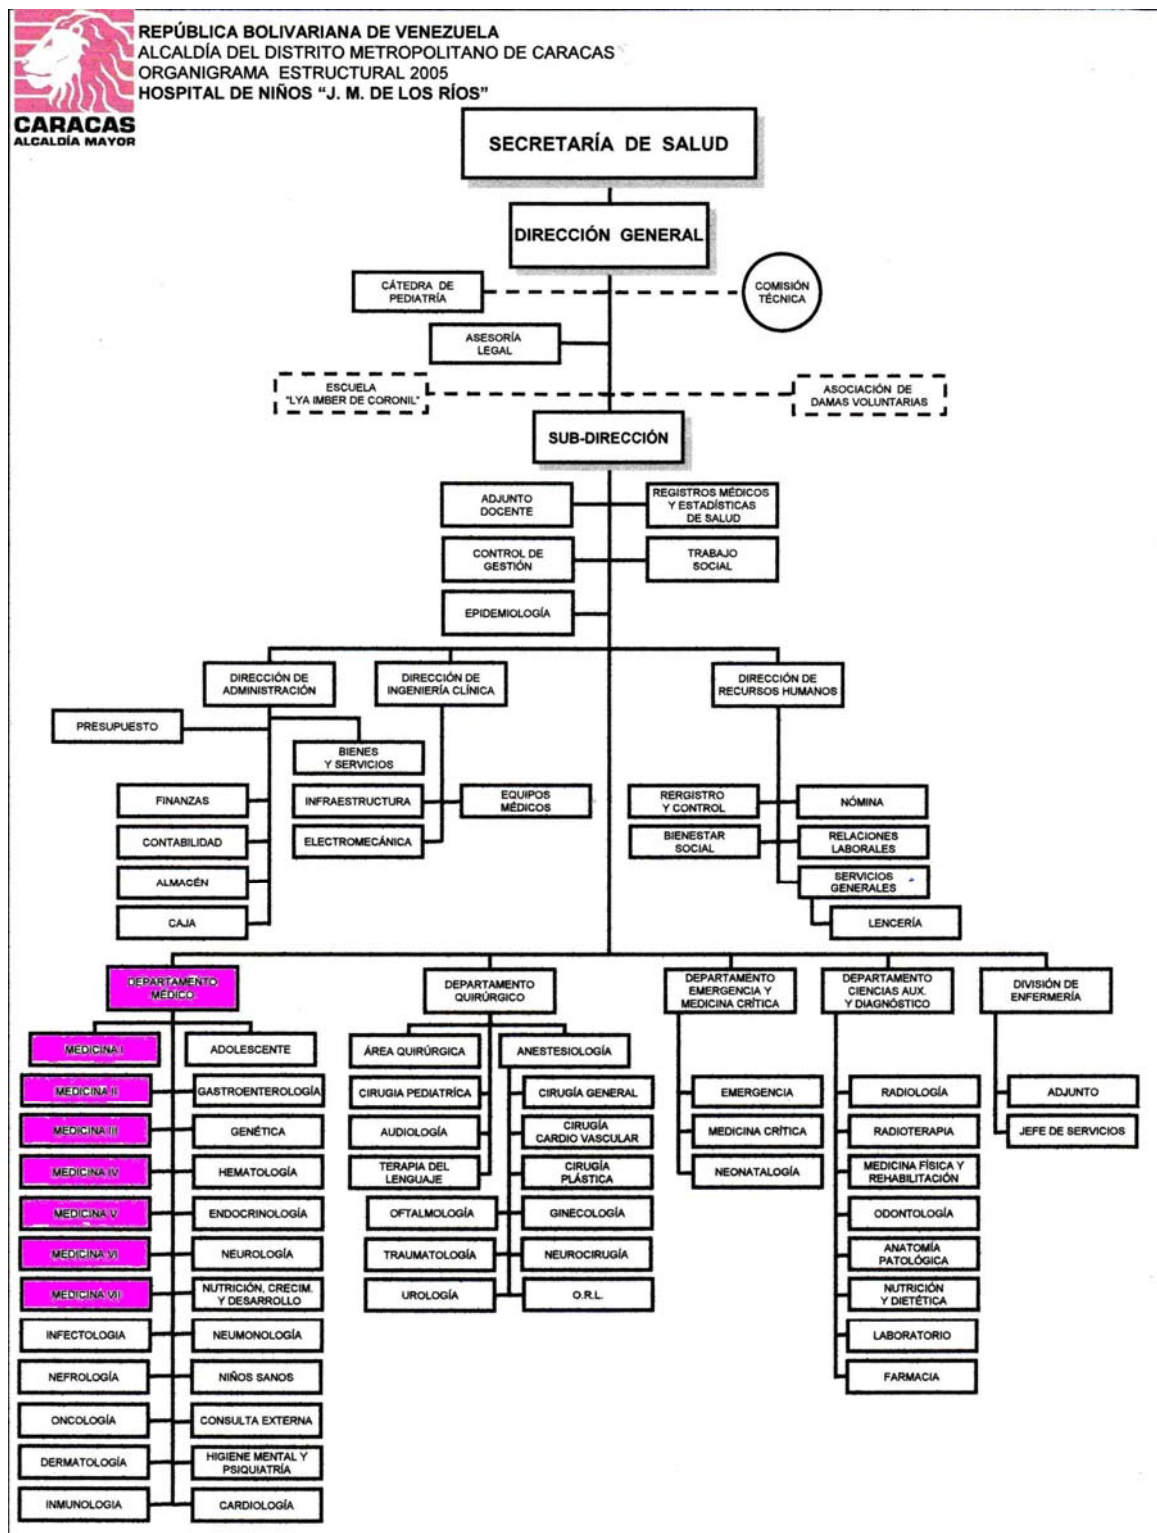 REPÚBLICA BOLIVARIANA DE VENEZUELA
ALCALDÍA DEL DISTRITO METROPOLITANO DE CARACAS
ORGANIGRAMA ESTRUCTURAL 2005
HOSPITAL DE NIÑOS “J. M. DE LOS RÍOS”
CARACAS
ALCALDÍA MAYOR
SECRETARÍA DE SALUD
DIRECCIÓN GENERAL
CÁTEDRA DE
PEDIATRÍA
COMISIÓN
TÉCNICA
ASESORÍA
LEGAL
ESCUELA
“LYA IMBER DE CORONIL”
ASOCIACIÓN DE
DAMAS VOLUNTARIAS
SUB-DIRECCIÓN
ADJUNTO
DOCENTE
REGISTROS MÉDICOS
Y ESTADÍSTICAS
DE SALUD
CONTROL DE
GESTIÓN
TRABAJO
SOCIAL
EPIDEMIOLOGÍA
DIRECCIÓN DE
ADMINISTRACIÓN
DIRECCIÓN DE
INGENIERÍA CLÍNICA
DIRECCIÓN DE
RECURSOS HUMANOS
PRESUPUESTO
BIENES
Y SERVICIOS
FINANZAS
INFRAESTRUCTURA
EQUIPOS
MÉDICOS
RERGISTRO
Y CONTROL
NÓMINA
CONTABILIDAD
ELECTROMECÁNICA
BIENESTAR
SOCIAL
RELACIONES
LABORALES
ALMACÉN
SERVICIOS
GENERALES
CAJA
LENCERÍA
DEPARTAMENTO
MÉDICO
DEPARTAMENTO
QUIRÚRGICO
DEPARTAMENTO
EMERGENCIA Y
MEDICINA CRÍTICA
DEPARTAMENTO
CIENCIAS AUX.
Y DIAGNÓSTICO
DIVISIÓN DE
ENFERMERÍA
MEDICINA I
ADOLESCENTE
ÁREA QUIRÚRGICA
ANESTESIOLOGÍA
MEDICINA II
GASTROENTEROLOGÍA
CIRUGIA PEDIATRÍCA
CIRUGÍA GENERAL
EMERGENCIA
RADIOLOGÍA
ADJUNTO
MEDICINA III
GENÉTICA
AUDIOLOGÍA
CIRUGÍA
CARDIO VASCULAR
MEDICINA CRÍTICA
RADIOTERAPIA
JEFE DE SERVICIOS
MEDICINA IV
HEMATOLOGÍA
TERAPIA DEL
LENGUAJE
CIRUGÍA
PLÁSTICA
NEONATALOGÍA
MEDICINA FÍSICA Y
REHABILITACIÓN
MEDICINA V
ENDOCRINOLOGÍA
OFTALMOLOGÍA
GINECOLOGÍA
ODONTOLOGÍA
MEDICINA VI
NEUROLOGÍA
TRAUMATOLOGÍA
NEUROCIRUGÍA
ANATOMÍA
PATOLÓGICA
MEDICINA VII
NUTRICIÓN, CRECIM.
Y DESARROLLO
UROLOGÍA
O.R.L.
NUTRICIÓN
Y DIETÉTICA
INFECTOLOGIA
NEUMONOLOGÍA
LABORATORIO
NEFROLOGÍA
NIÑOS SANOS
FARMACIA
ONCOLOGÍA
CONSULTA EXTERNA
DERMATOLOGÍA
HIGIENE MENTAL Y
PSIQUIATRÍA
INMUNOLOGIA
CARDIOLOGÍA